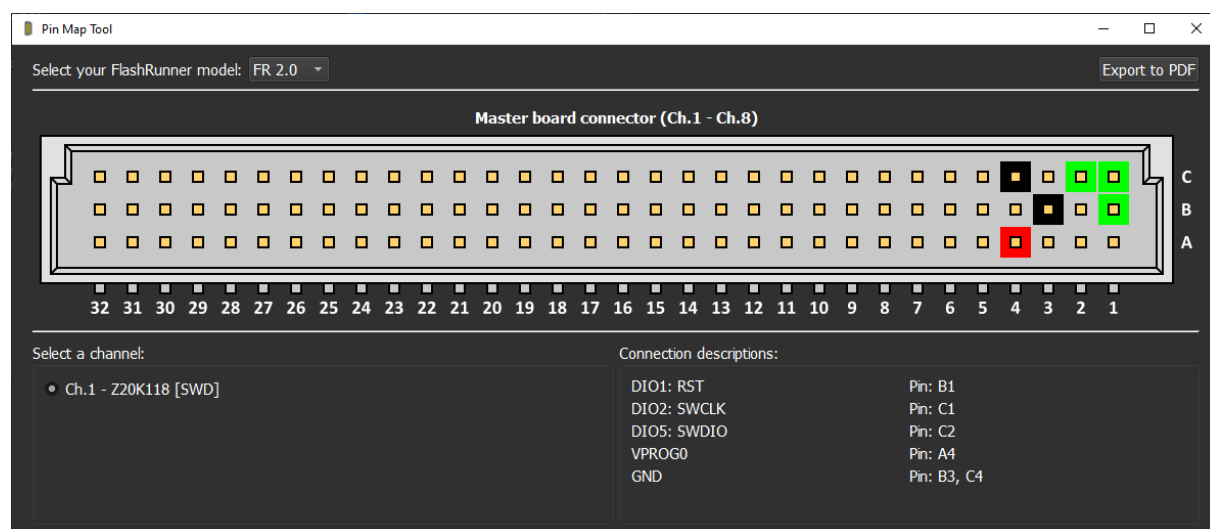 Pin Map Tool
Select your FlashRunner model: FR 2.0
Export to PDF
Master board connector (Ch.1 - Ch.8)
C
B
A
32 31 30 29 28 27 26 25 24 23 22 21 20 19 18 17 16 15 14 13 12 11 10 9 8 7 6 5 4 3 2 1
Select a channel:
Ch.1 - Z20K118 [SWD]
Connection descriptions:
DIO1: RST Pin: B1
DIO2: SWCLK Pin: C1
DIO5: SWDIO Pin: C2
VPROG0 Pin: A4
GND Pin: B3, C4